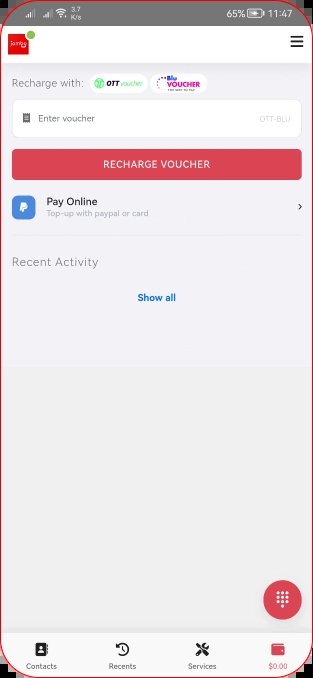 3.7
K/s
65%
11:47
Recharge with:
OTT voucher
Blu
VOUCHER
Enter voucher
OTT-BLU
RECHARGE VOUCHER
Pay Online
Top-up with paypal or card
Recent Activity
Show all
Contacts
Recents
Services
$0.00